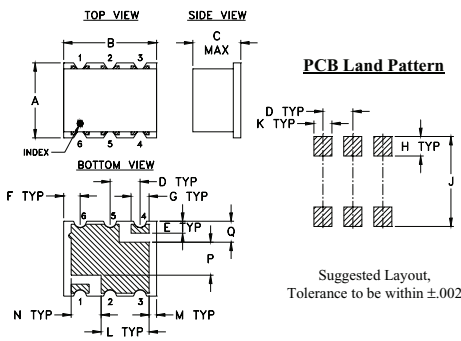 TOP VIEW
SIDE VIEW
B
C
MAX
1 2 3
A
6 5 4
INDEX
PCB Land Pattern
D TYP
K TYP
H TYP
J
BOTTOM VIEW
D TYP
F TYP
G TYP
6 5 4
E TYP
Q
P
1 2 3
N TYP
M TYP
L TYP
Suggested Layout,
Tolerance to be within ±.002